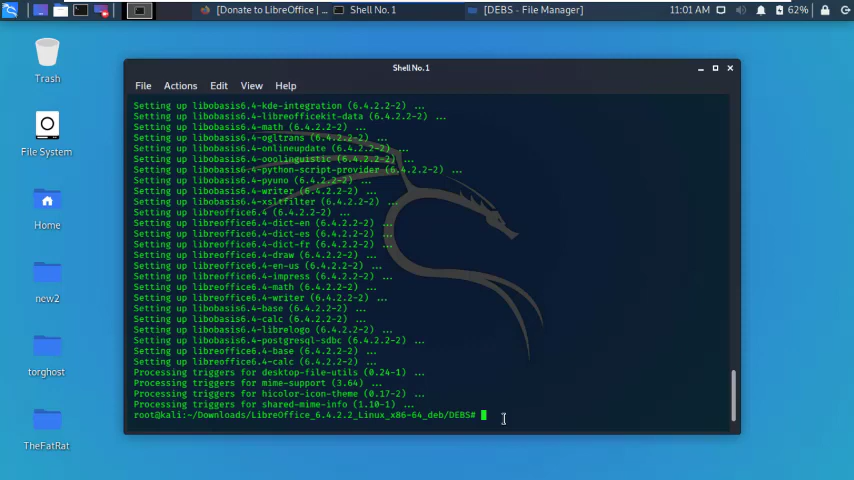 [Donate to LibreOffice | ...
Shell No. 1
[DEBS - File Manager]
11:01 AM
62%
Trash
File System
Home
new2
torghost
TheFatRat
Shell No. 1
File Actions Edit View Help
Setting up libobasis6.4-kde-integration (6.4.2.2-2) ...
Setting up libobasis6.4-libreofficekit-data (6.4.2.2-2) ...
Setting up libobasis6.4-math (6.4.2.2-2) ...
Setting up libobasis6.4-ogltrans (6.4.2.2-2) ...
Setting up libobasis6.4-onlineupdate (6.4.2.2-2) ...
Setting up libobasis6.4-ooolinguistic (6.4.2.2-2) ...
Setting up libobasis6.4-python-script-provider (6.4.2.2-2) ...
Setting up libobasis6.4-pyuno (6.4.2.2-2) ...
Setting up libobasis6.4-writer (6.4.2.2-2) ...
Setting up libobasis6.4-xsltfilter (6.4.2.2-2) ...
Setting up libreoffice6.4 (6.4.2.2-2) ...
Setting up libreoffice6.4-dict-en (6.4.2.2-2) ...
Setting up libreoffice6.4-dict-es (6.4.2.2-2) ...
Setting up libreoffice6.4-dict-fr (6.4.2.2-2) ...
Setting up libreoffice6.4-draw (6.4.2.2-2) ...
Setting up libreoffice6.4-en-us (6.4.2.2-2) ...
Setting up libreoffice6.4-impress (6.4.2.2-2) ...
Setting up libreoffice6.4-math (6.4.2.2-2) ...
Setting up libreoffice6.4-writer (6.4.2.2-2) ...
Setting up libobasis6.4-base (6.4.2.2-2) ...
Setting up libobasis6.4-calc (6.4.2.2-2) ...
Setting up libobasis6.4-librelogo (6.4.2.2-2) ...
Setting up libobasis6.4-postgresql-sdbc (6.4.2.2-2) ...
Setting up libreoffice6.4-base (6.4.2.2-2) ...
Setting up libreoffice6.4-calc (6.4.2.2-2) ...
Processing triggers for desktop-file-utils (0.24-1) ...
Processing triggers for mime-support (3.64) ...
Processing triggers for hicolor-icon-theme (0.17-2) ...
Processing triggers for shared-mime-info (1.10-1) ...
root@kali:~/Downloads/LibreOffice_6.4.2.2_Linux_x86-64_deb/DEBS#